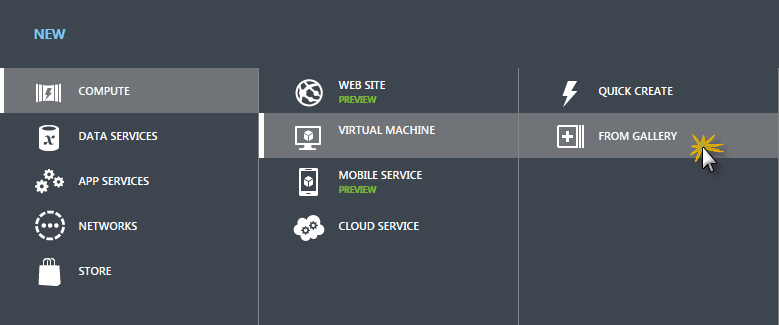 NEW
COMPUTE
DATA SERVICES
APP SERVICES
NETWORKS
STORE
WEB SITE
PREVIEW
VIRTUAL MACHINE
MOBILE SERVICE
PREVIEW
CLOUD SERVICE
QUICK CREATE
FROM GALLERY